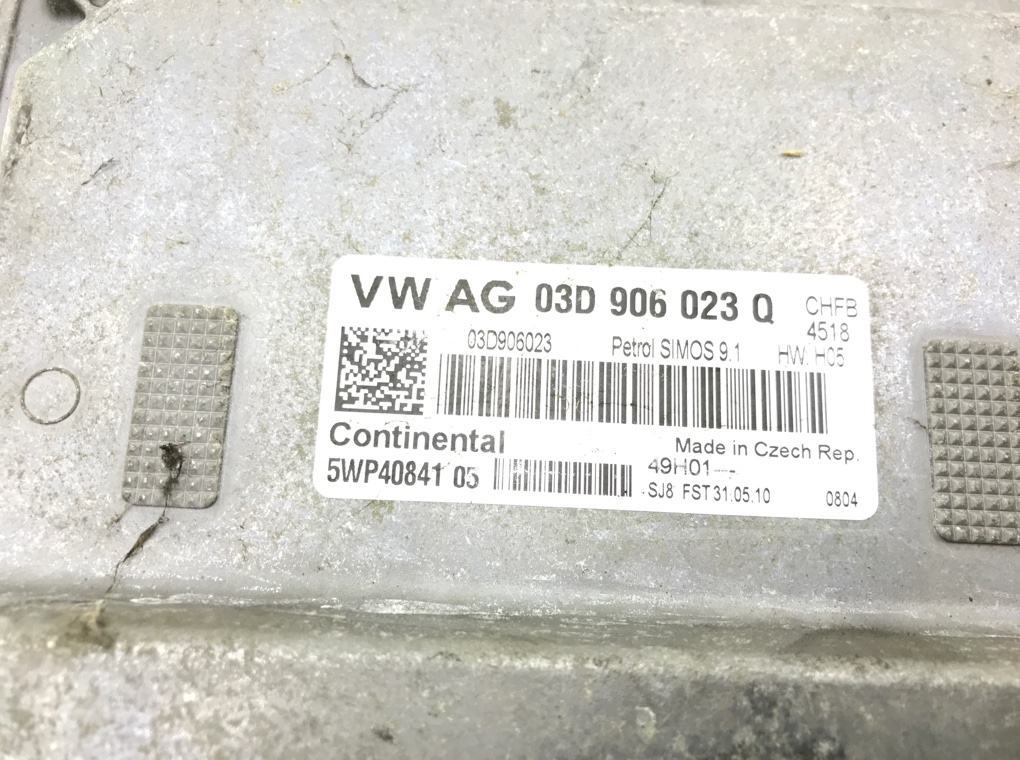 VW AG 03D 906 023 Q CHFB
4518
03D906023 Petrol SIMOS 9.1 HW: H05
Continental Made in Czech Rep.
5WP40841 05 49H01---
SJ8 FST 31.05.10 0804